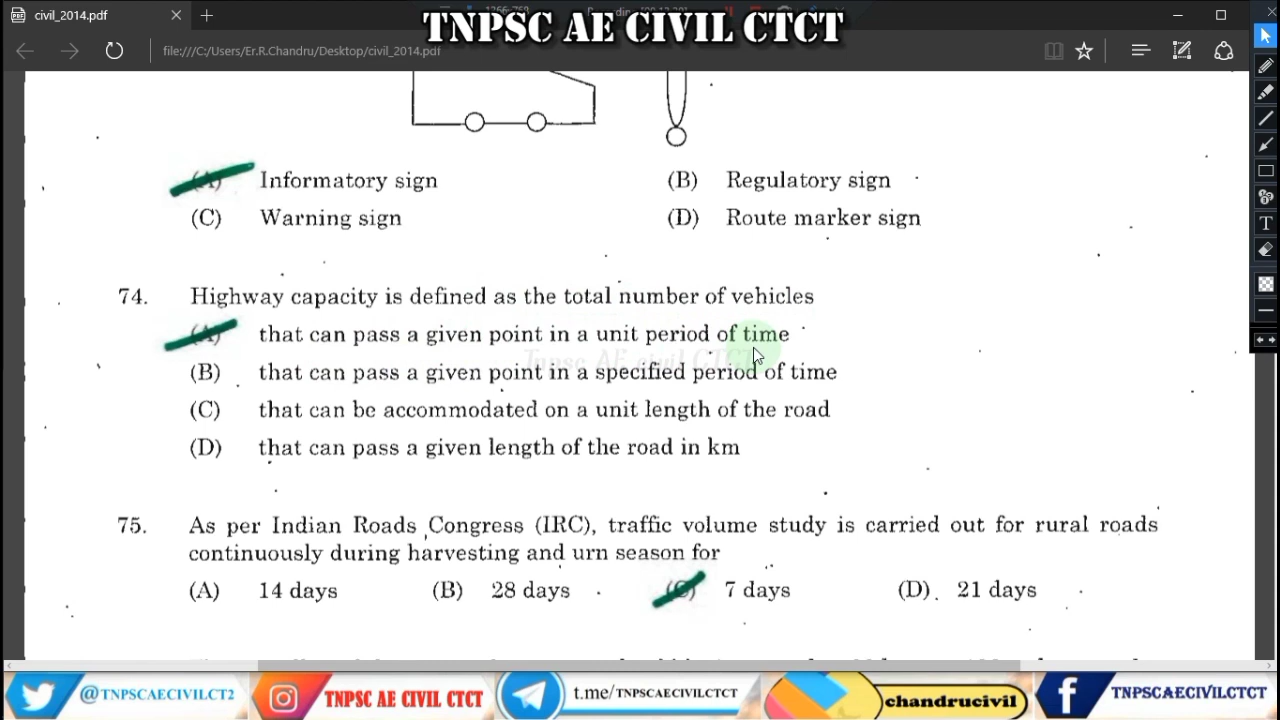 civil_2014.pdf
TNPSC AE CIVIL CTCT
file:///C:/Users/Er.R.Chandru/Desktop/civil_2014.pdf
(A) Informatory sign (B) Regulatory sign
(C) Warning sign (D) Route marker sign
74. Highway capacity is defined as the total number of vehicles
(A) that can pass a given point in a unit period of time
Tnpsc AE civil CTCT
(B) that can pass a given point in a specified period of time
(C) that can be accommodated on a unit length of the road
(D) that can pass a given length of the road in km
75. As per Indian Roads Congress (IRC), traffic volume study is carried out for rural roads
continuously during harvesting and urn season for
(A) 14 days (B) 28 days (C) 7 days (D) 21 days
@TNPSCAECIVILCT2 TNPSC AE CIVIL CTCT t.me/TNPSCAECIVILCTCT chandrucivil TNPSCAECIVILCTCT